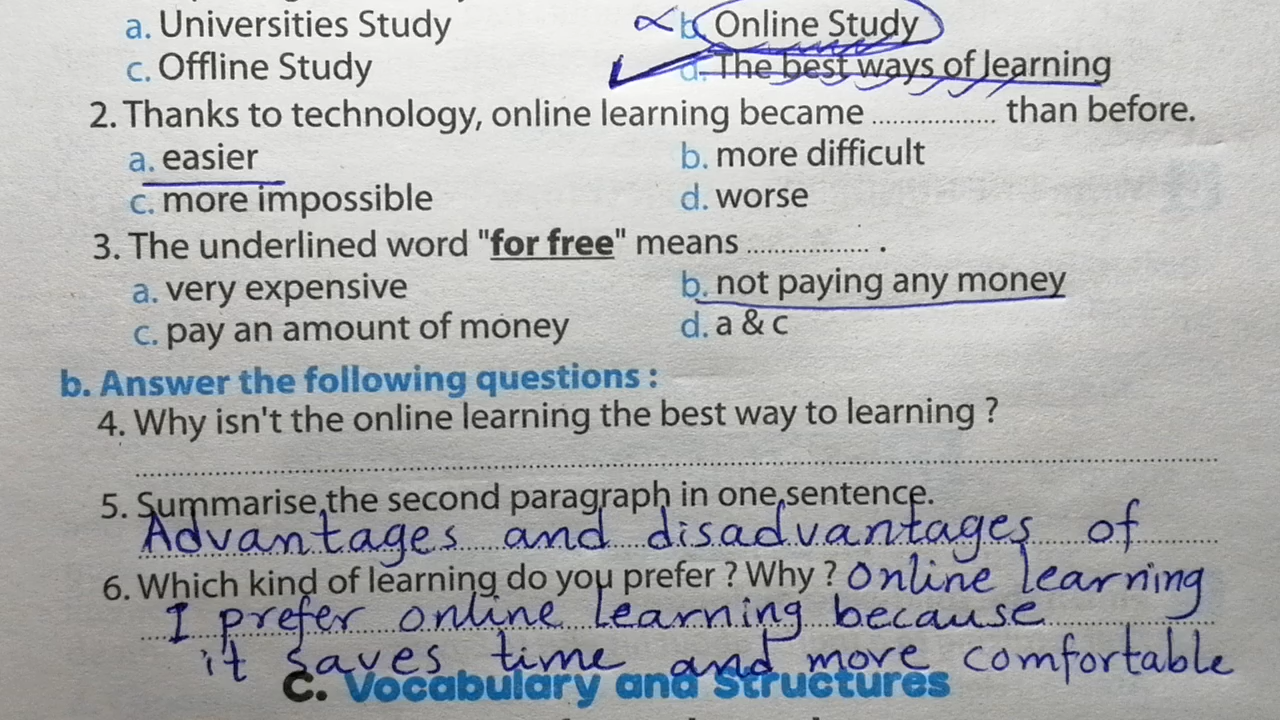 a. Universities Study b. Online Study
c. Offline Study d. The best ways of learning
2. Thanks to technology, online learning became .................. than before.
a. easier b. more difficult
c. more impossible d. worse
3. The underlined word "for free" means .................. .
a. very expensive b. not paying any money
c. pay an amount of money d. a & c
b. Answer the following questions :
4. Why isn't the online learning the best way to learning ?
5. Summarise the second paragraph in one sentence.
Advantages and disadvantages of
6. Which kind of learning do you prefer ? Why ? online learning
I prefer online learning because
it saves time and more comfortable
C. Vocabulary and Structures